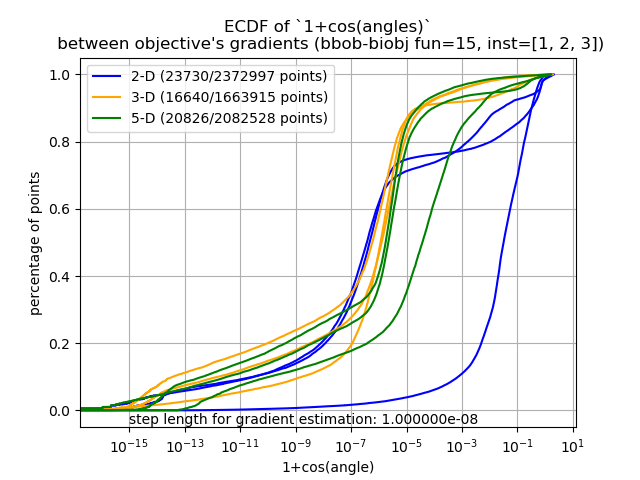 ECDF of `1+cos(angles)`
between objective's gradients (bbob-biobj fun=15, inst=[1, 2, 3])
2-D (23730/2372997 points)
3-D (16640/1663915 points)
5-D (20826/2082528 points)
percentage of points
1.0
0.8
0.6
0.4
0.2
0.0
step length for gradient estimation: 1.000000e-08
10⁻¹⁵ 10⁻¹³ 10⁻¹¹ 10⁻⁹ 10⁻⁷ 10⁻⁵ 10⁻³ 10⁻¹ 10¹
1+cos(angle)